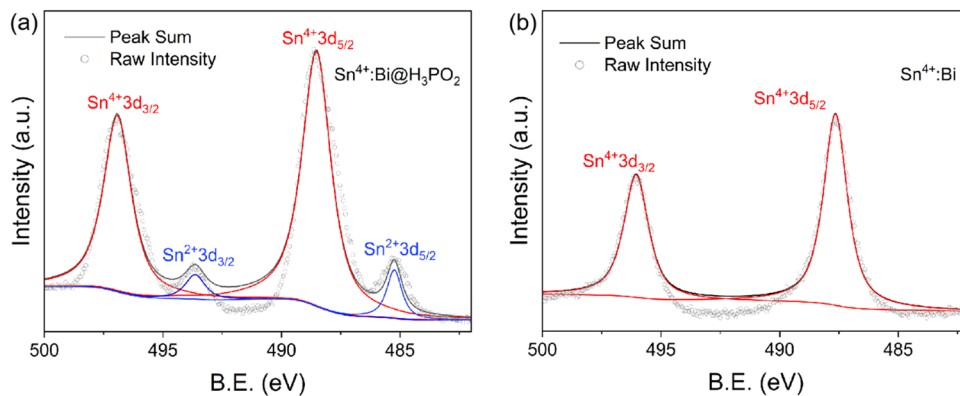 (a)
Peak Sum
Raw Intensity
Sn⁴⁺3d₅/₂
Sn⁴⁺:Bi@H₃PO₂
Sn⁴⁺3d₃/₂
Sn²⁺3d₃/₂
Sn²⁺3d₅/₂
Intensity (a.u.)
500
495
490
485
B.E. (eV)
(b)
Peak Sum
Raw Intensity
Sn⁴⁺:Bi
Sn⁴⁺3d₅/₂
Sn⁴⁺3d₃/₂
Intensity (a.u.)
500
495
490
485
B.E. (eV)